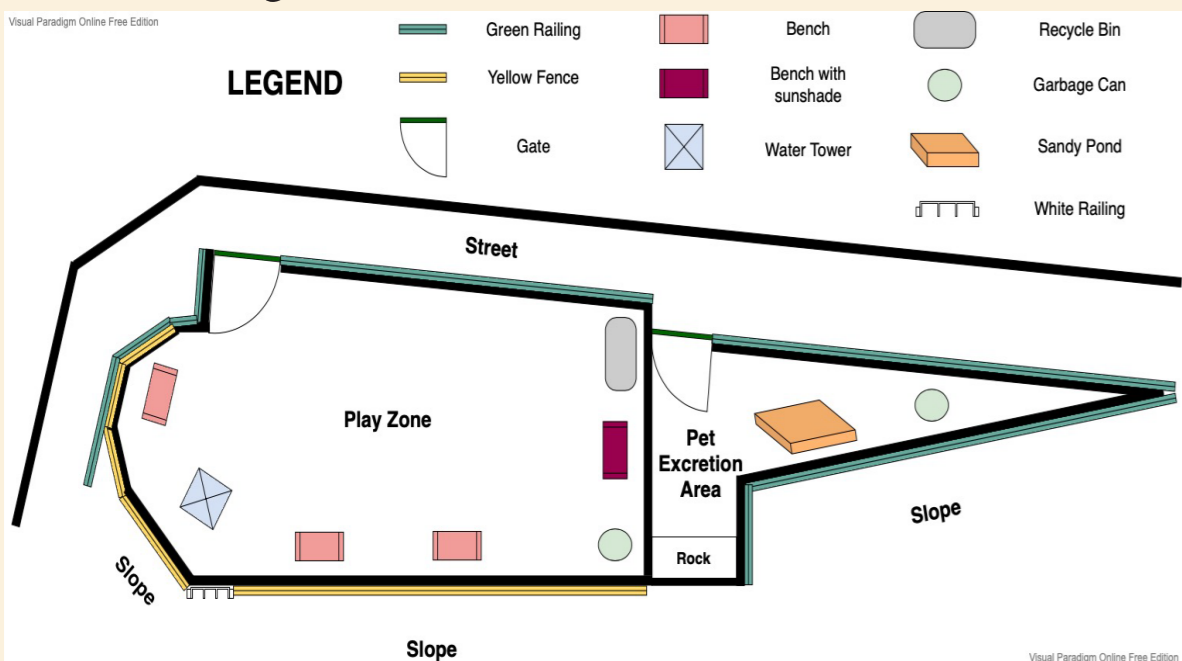 Visual Paradigm Online Free Edition
LEGEND
Green Railing
Bench
Recycle Bin
Yellow Fence
Bench with
sunshade
Garbage Can
Gate
Water Tower
Sandy Pond
White Railing
Street
Play Zone
Pet
Excretion
Area
Slope
Rock
Slope
Slope
Visual Paradigm Online Free Edition